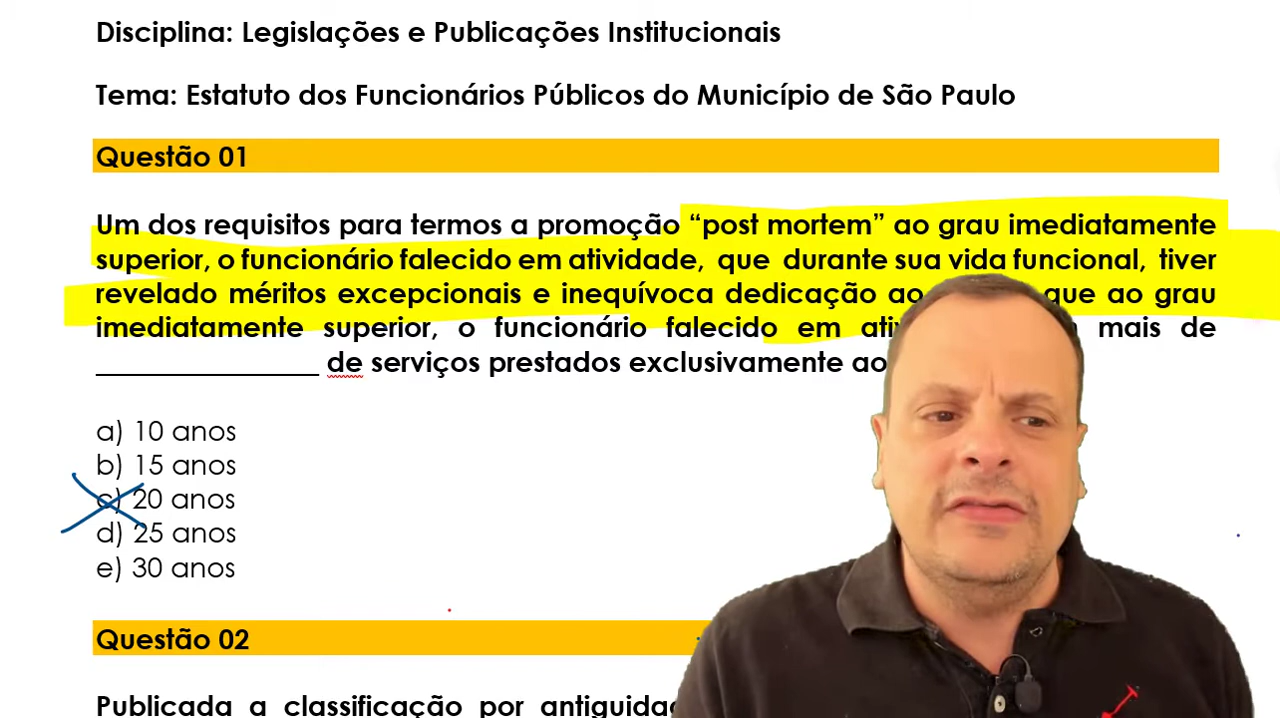 Disciplina: Legislações e Publicações Institucionais
Tema: Estatuto dos Funcionários Públicos do Município de São Paulo
Questão 01
Um dos requisitos para termos a promoção “post mortem” ao grau imediatamente
superior, o funcionário falecido em atividade, que durante sua vida funcional, tiver
revelado méritos excepcionais e inequívoca dedicação ao que ao grau
imediatamente superior, o funcionário falecido em mais de
_______________ de serviços prestados exclusivamente ao
a) 10 anos
b) 15 anos
c) 20 anos
d) 25 anos
e) 30 anos
Questão 02
Publicada a classificação por